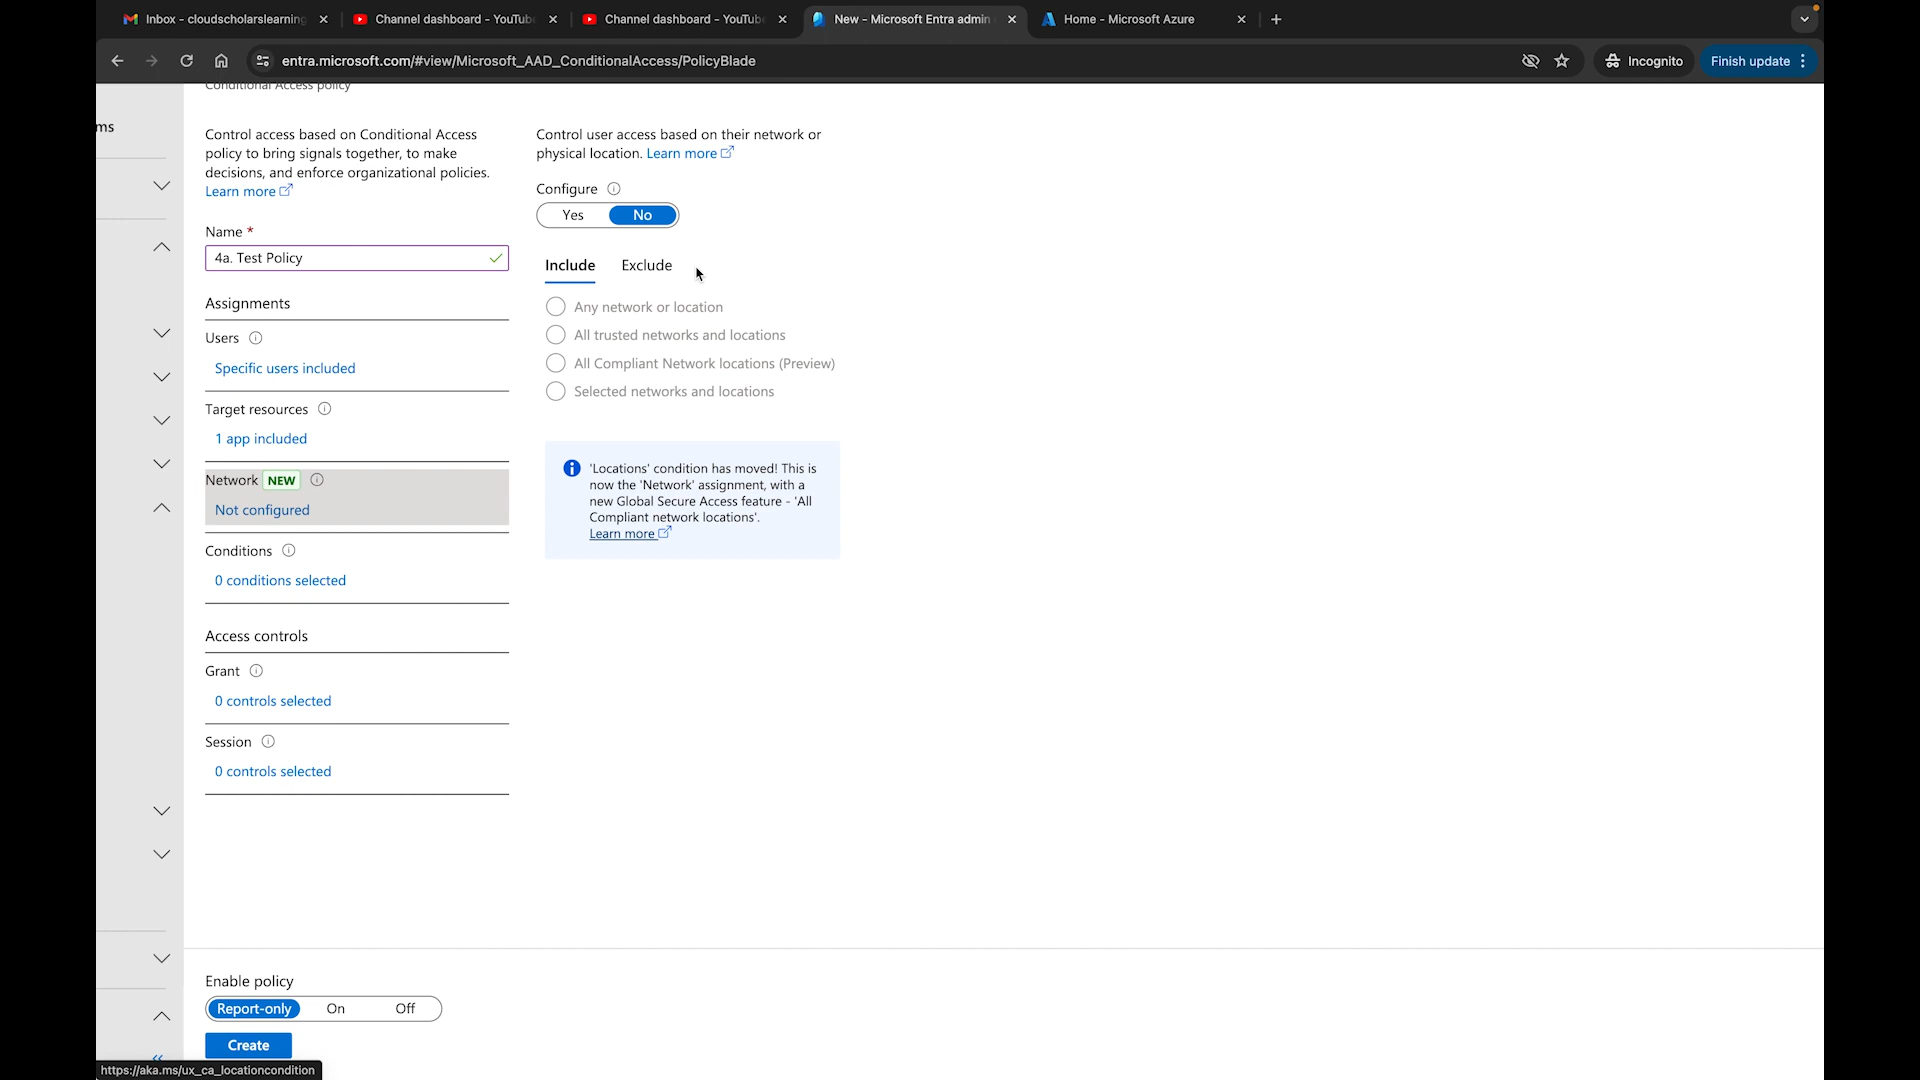 Inbox - cloudscholarslearning
Channel dashboard - YouTube
Channel dashboard - YouTube
New - Microsoft Entra admin
Home - Microsoft Azure
entra.microsoft.com/#view/Microsoft_AAD_ConditionalAccess/PolicyBlade
Incognito
Finish update
Conditional Access policy
ms
Control access based on Conditional Access
policy to bring signals together, to make
decisions, and enforce organizational policies.
Learn more
Name *
4a. Test Policy
Assignments
Users
Specific users included
Target resources
1 app included
Network NEW
Not configured
Conditions
0 conditions selected
Access controls
Grant
0 controls selected
Session
0 controls selected
Control user access based on their network or
physical location. Learn more
Configure
Yes No
Include Exclude
Any network or location
All trusted networks and locations
All Compliant Network locations (Preview)
Selected networks and locations
'Locations' condition has moved! This is
now the 'Network' assignment, with a
new Global Secure Access feature - 'All
Compliant network locations'.
Learn more
Enable policy
Report-only On Off
Create
https://aka.ms/ux_ca_locationcondition